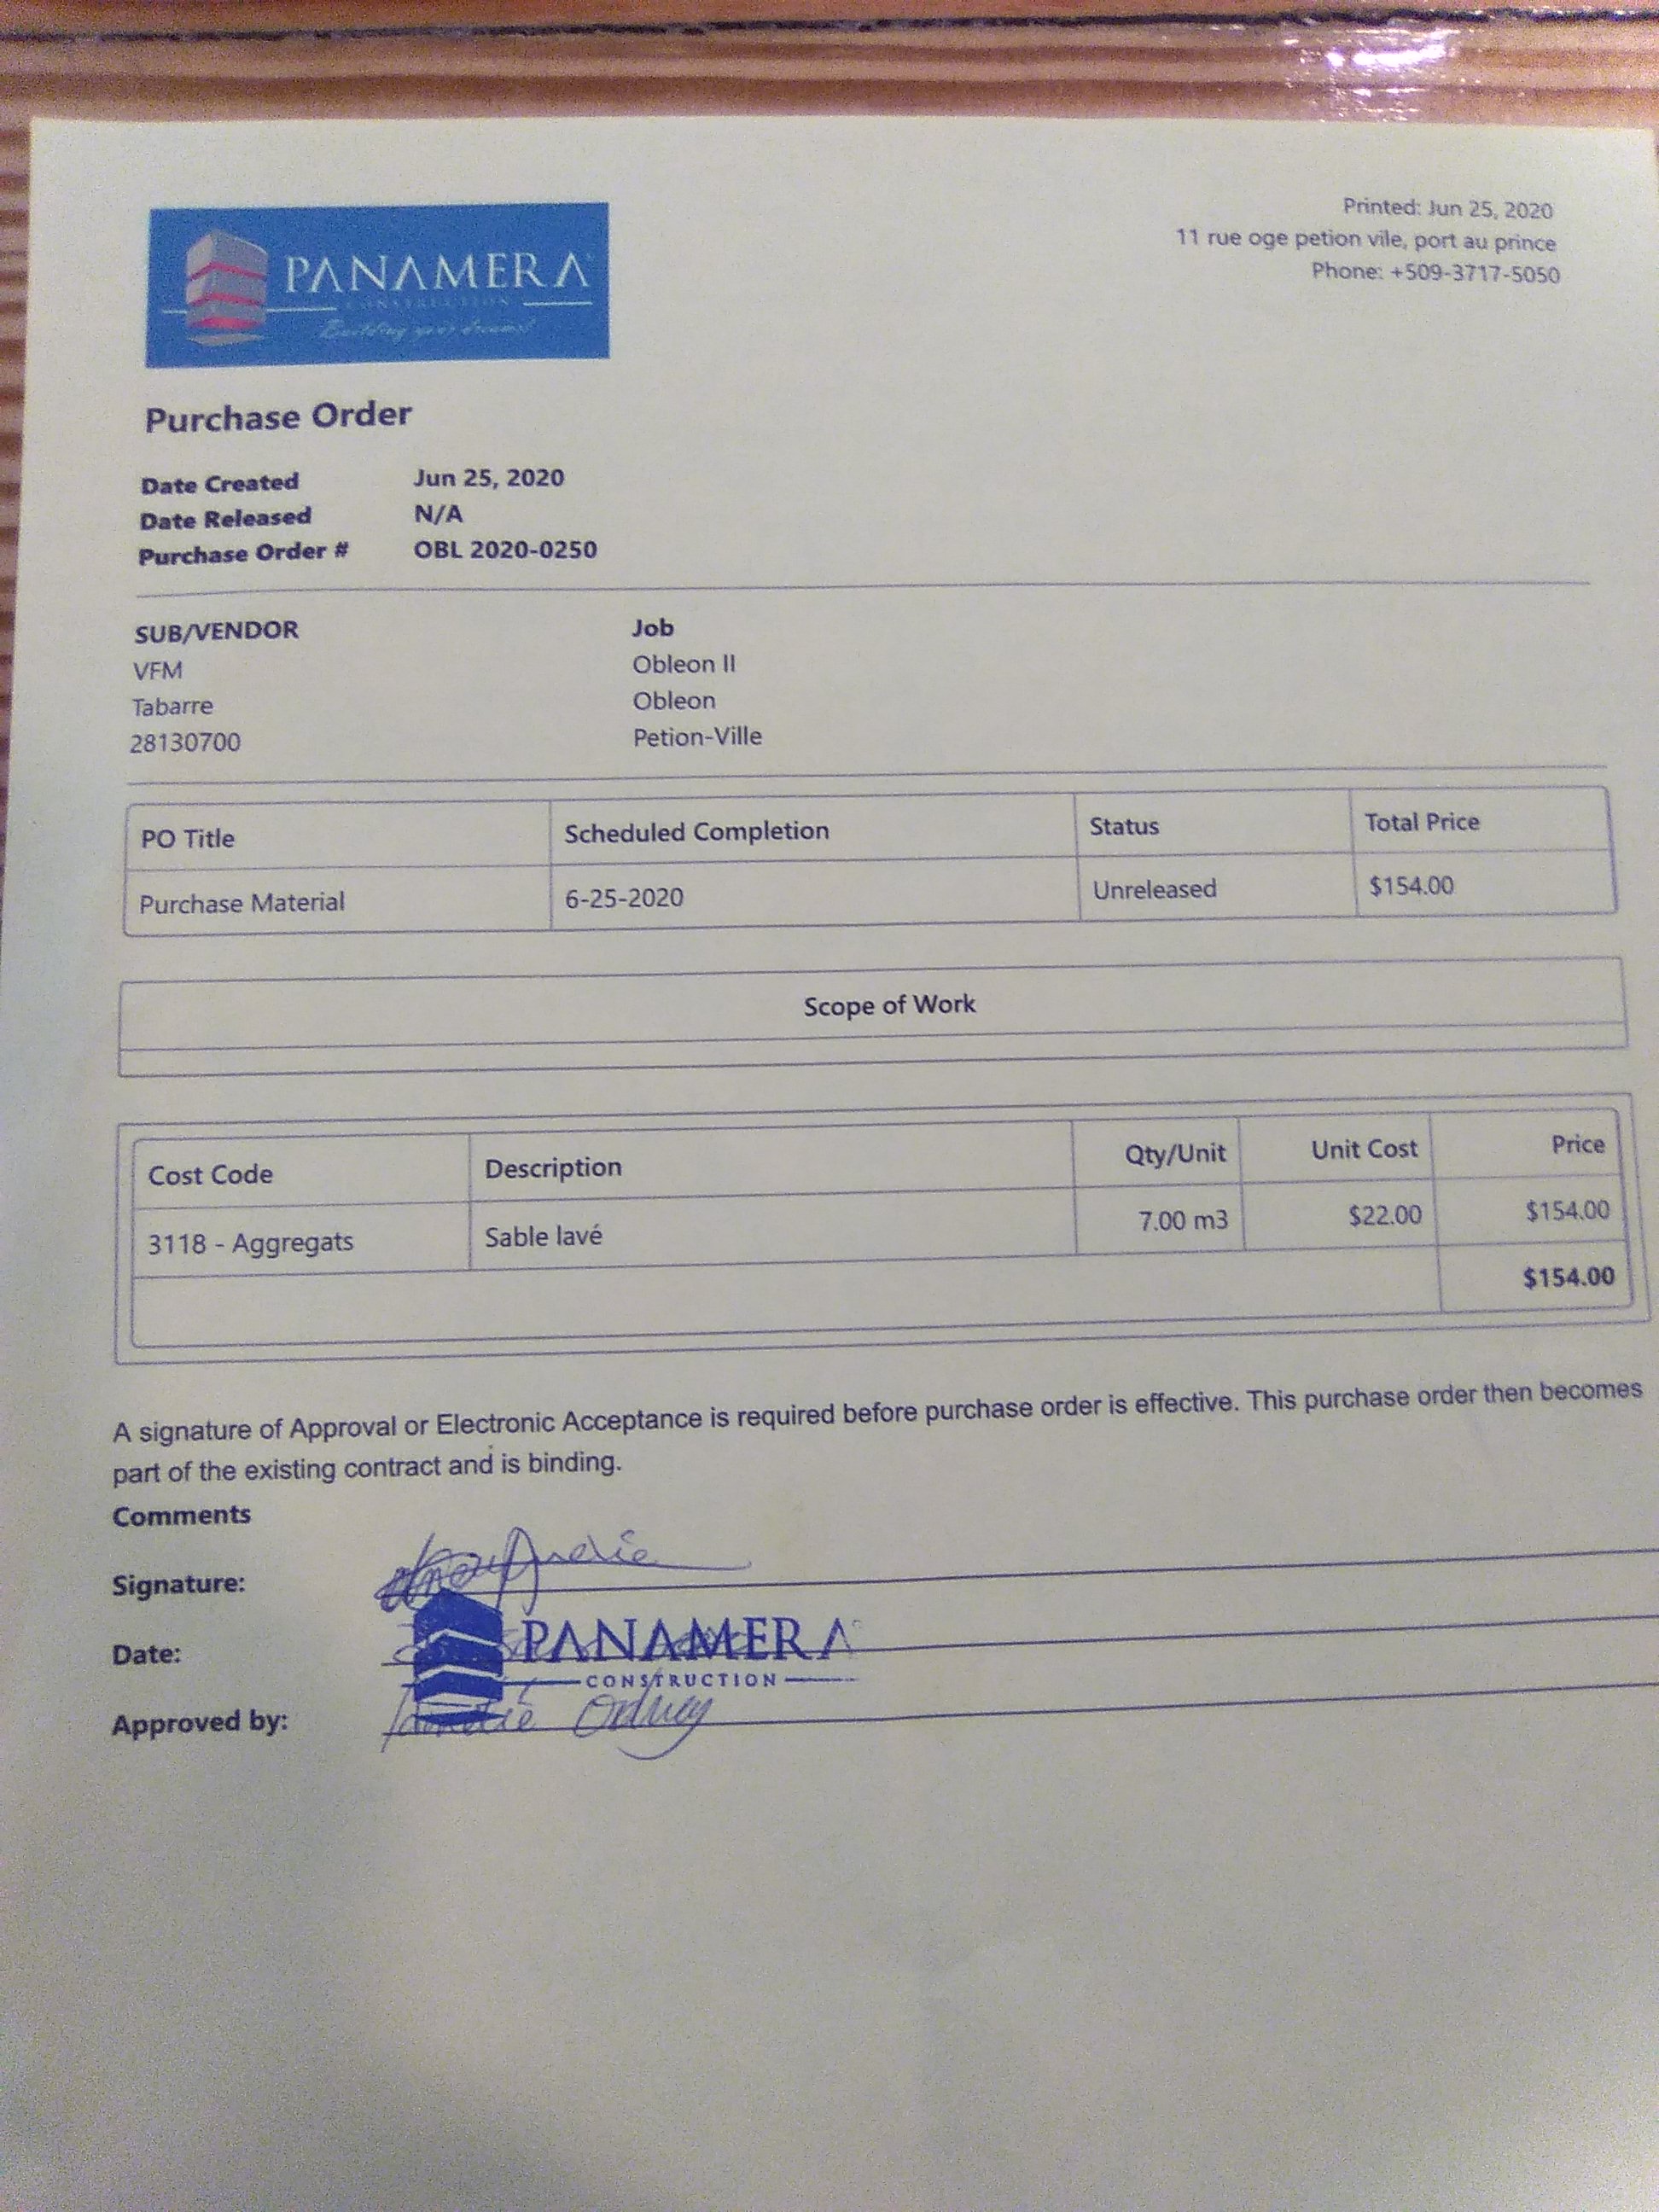 Printed: Jun 25, 2020
11 rue oge petion vile, port au prince
Phone: +509-3717-5050
PANAMERA
CONSTRUCTION
Building your dreams!
Purchase Order
Date Created Jun 25, 2020
Date Released N/A
Purchase Order # OBL 2020-0250
SUB/VENDOR Job
VFM Obleon II
Tabarre Obleon
28130700 Petion-Ville
PO Title Scheduled Completion Status Total Price
Purchase Material 6-25-2020 Unreleased $154.00
Scope of Work
Cost Code Description Qty/Unit Unit Cost Price
3118 - Aggregats Sable lavé 7.00 m3 $22.00 $154.00
$154.00
A signature of Approval or Electronic Acceptance is required before purchase order is effective. This purchase order then becomes
part of the existing contract and is binding.
Comments
Signature:
Date:
PANAMERA
CONSTRUCTION
Approved by: